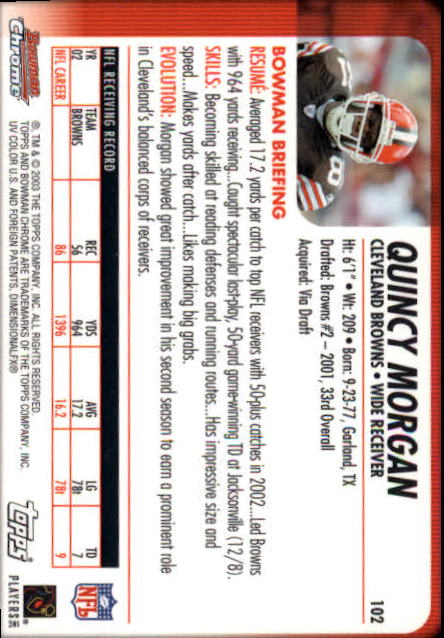 QUINCY MORGAN
102
CLEVELAND BROWNS • WIDE RECEIVER
Ht: 6'1" • Wt: 209 • Born: 9-23-77, Garland, TX
Drafted: Browns #2 – 2001, 33rd Overall
Acquired: Via Draft
BOWMAN BRIEFING
RESUMÉ: Averaged 17.2 yards per catch to top NFL receivers with 50-plus catches in 2002...Led Browns
with 964 yards receiving...Caught spectacular last-play, 50-yard game-winning TD at Jacksonville (12/8).
SKILLS: Becoming skilled at reading defenses and running routes...Has impressive size and
speed...Makes yards after catch...Likes making big grabs.
EVOLUTION: Morgan showed great improvement in his second season to earn a prominent role
in Cleveland's balanced corps of receivers.
NFL RECEIVING RECORD
YR TEAM REC YDS AVG LG TD
02 BROWNS 56 964 17.2 78t 7
NFL CAREER 86 1396 16.2 78t 9
Bowman Chrome
®, TM & © 2003 THE TOPPS COMPANY, INC. ALL RIGHTS RESERVED.
TOPPS AND BOWMAN CHROME ARE TRADEMARKS OF THE TOPPS COMPANY, INC.
UV COLOR U.S. AND FOREIGN PATENTS, DIMENSIONALFX®
topps
NFL
PLAYERS INC